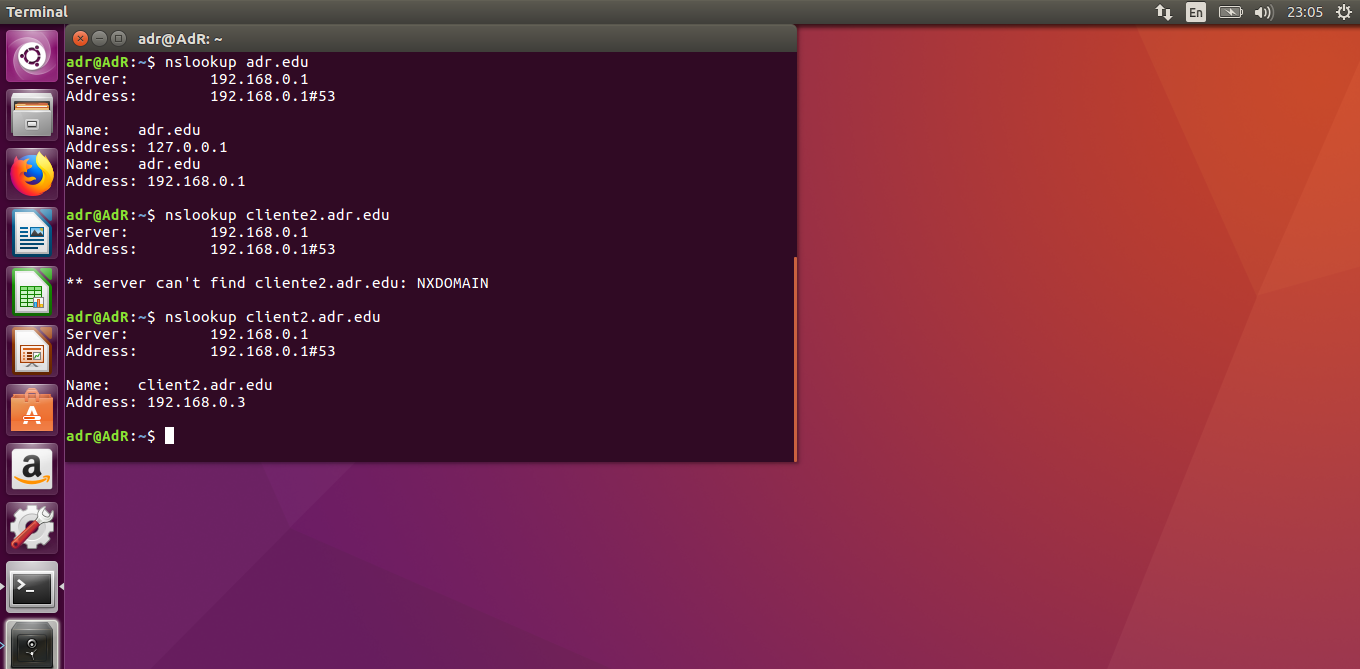 Terminal
En
23:05
adr@AdR: ~
adr@AdR:~$ nslookup adr.edu
Server:		192.168.0.1
Address:	192.168.0.1#53
Name:	adr.edu
Address: 127.0.0.1
Name:	adr.edu
Address: 192.168.0.1
adr@AdR:~$ nslookup cliente2.adr.edu
Server:		192.168.0.1
Address:	192.168.0.1#53
** server can't find cliente2.adr.edu: NXDOMAIN
adr@AdR:~$ nslookup client2.adr.edu
Server:		192.168.0.1
Address:	192.168.0.1#53
Name:	client2.adr.edu
Address: 192.168.0.3
adr@AdR:~$